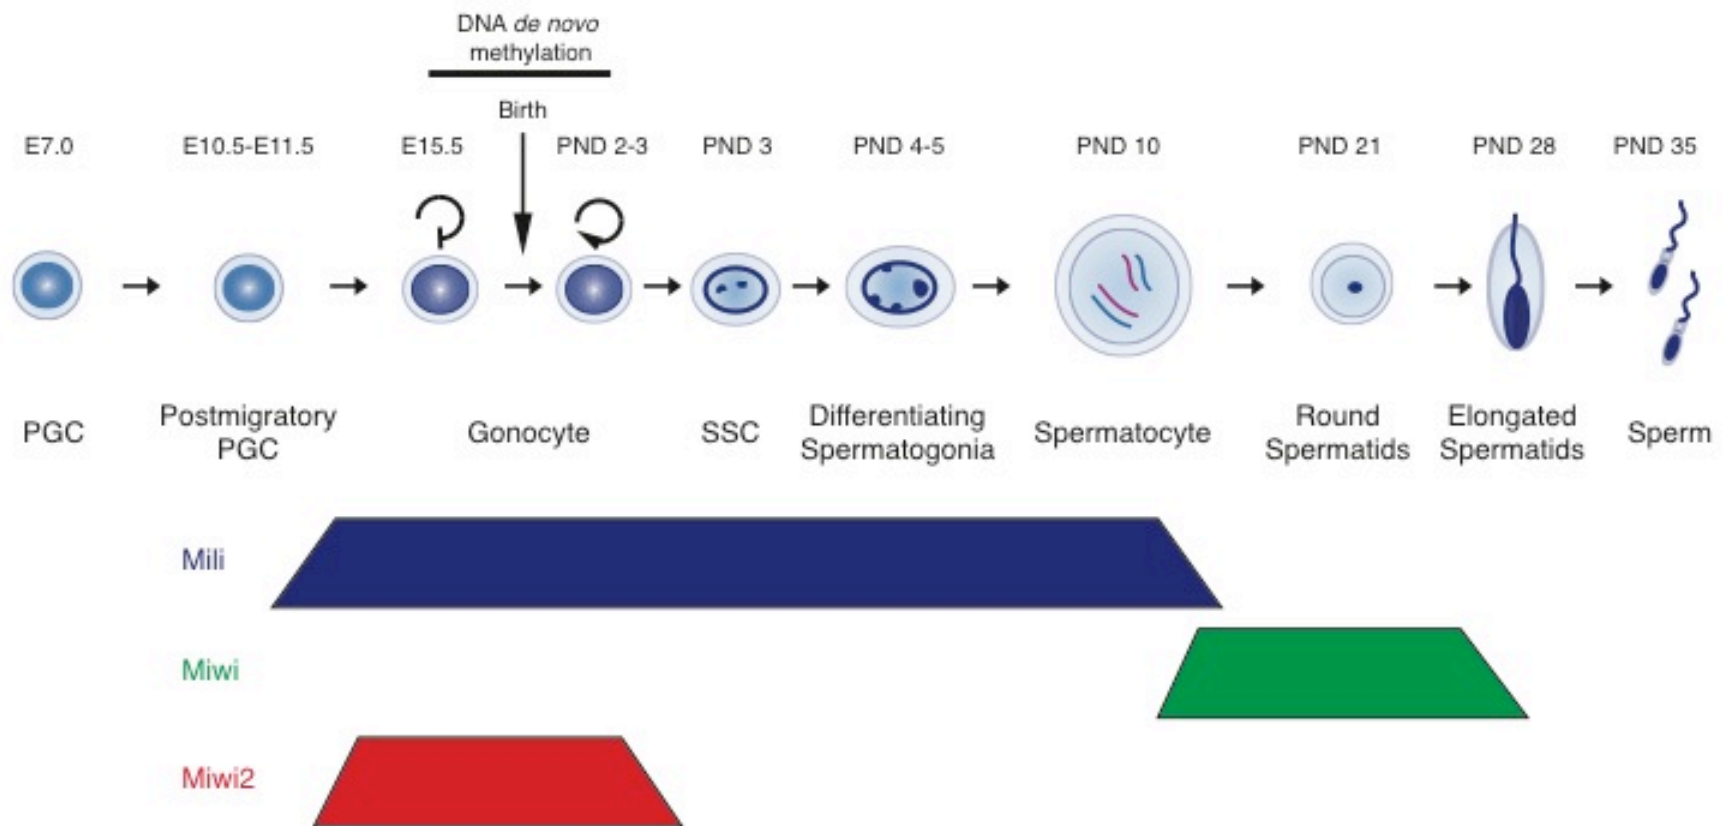 DNA de novo
methylation
Birth
E7.0 E10.5-E11.5 E15.5 PND 2-3 PND 3 PND 4-5 PND 10 PND 21 PND 28 PND 35
PGC
Postmigratory
PGC
Gonocyte
SSC
Differentiating
Spermatogonia
Spermatocyte
Round
Spermatids
Elongated
Spermatids
Sperm
Mili
Miwi
Miwi2